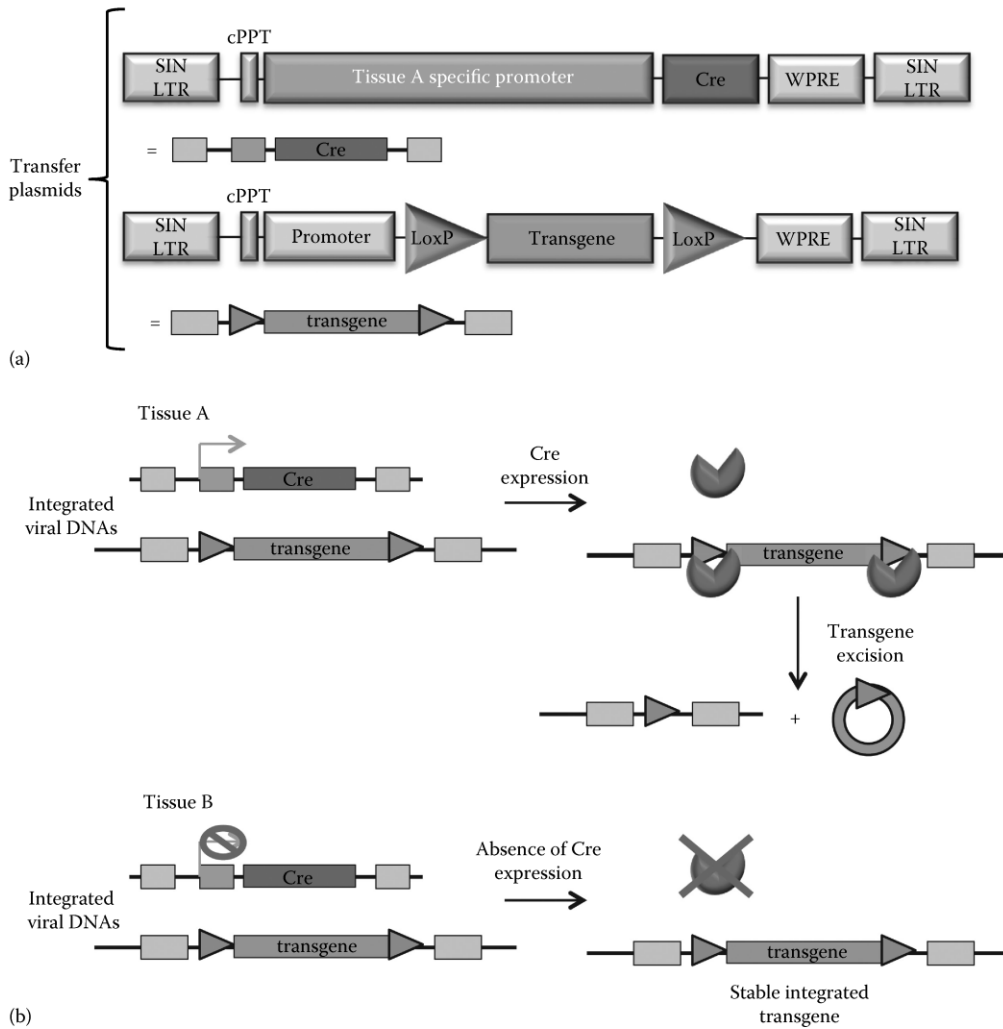 cPPT
SIN
LTR
Tissue A specific promoter
Cre
WPRE
SIN
LTR
= Cre
Transfer
plasmids
cPPT
SIN
LTR
Promoter
LoxP
Transgene
LoxP
WPRE
SIN
LTR
= transgene
(a)
Tissue A
Cre
Integrated
viral DNAs
transgene
Cre
expression
transgene
Transgene
excision
+
Tissue B
Cre
Integrated
viral DNAs
transgene
Absence of Cre
expression
transgene
Stable integrated
transgene
(b)